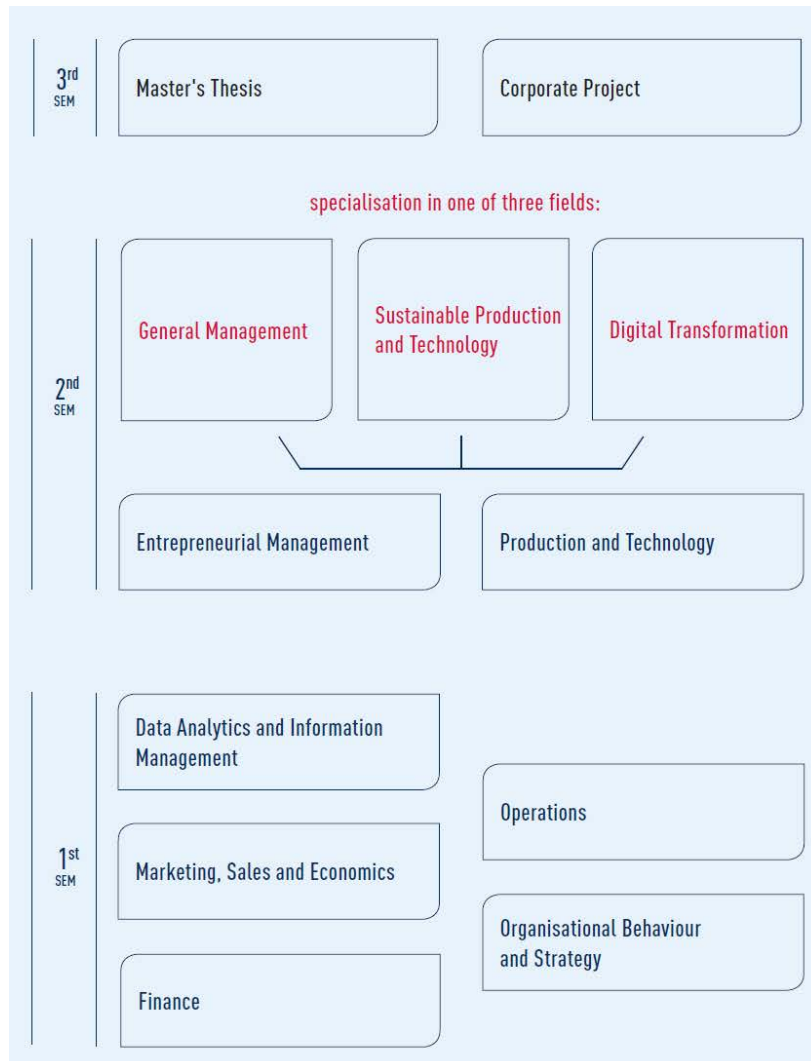 3rd
SEM
Master's Thesis
Corporate Project
specialisation in one of three fields:
2nd
SEM
General Management
Sustainable Production
and Technology
Digital Transformation
Entrepreneurial Management
Production and Technology
1st
SEM
Data Analytics and Information
Management
Operations
Marketing, Sales and Economics
Organisational Behaviour
and Strategy
Finance